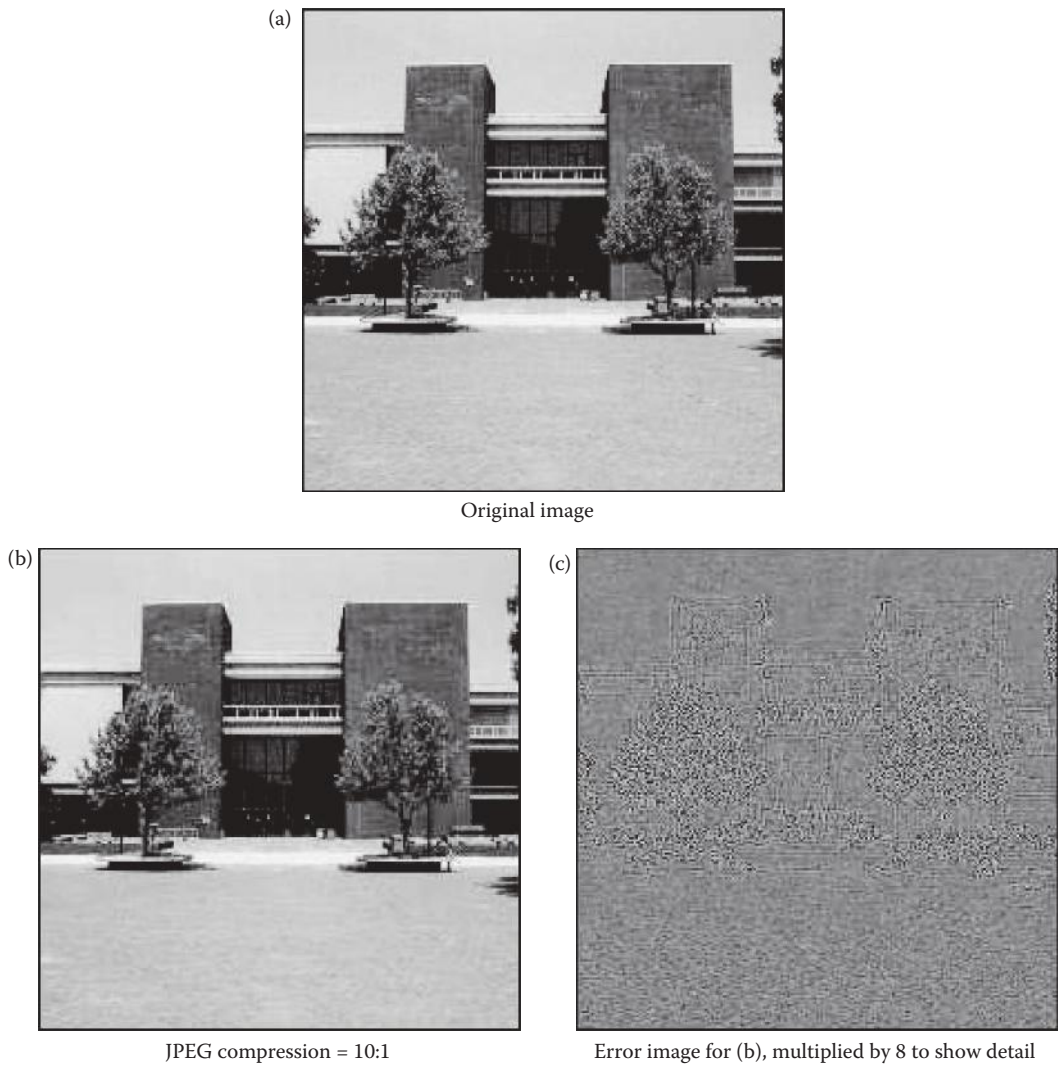 (a)
Original image
(b)
(c)
JPEG compression = 10:1
Error image for (b), multiplied by 8 to show detail